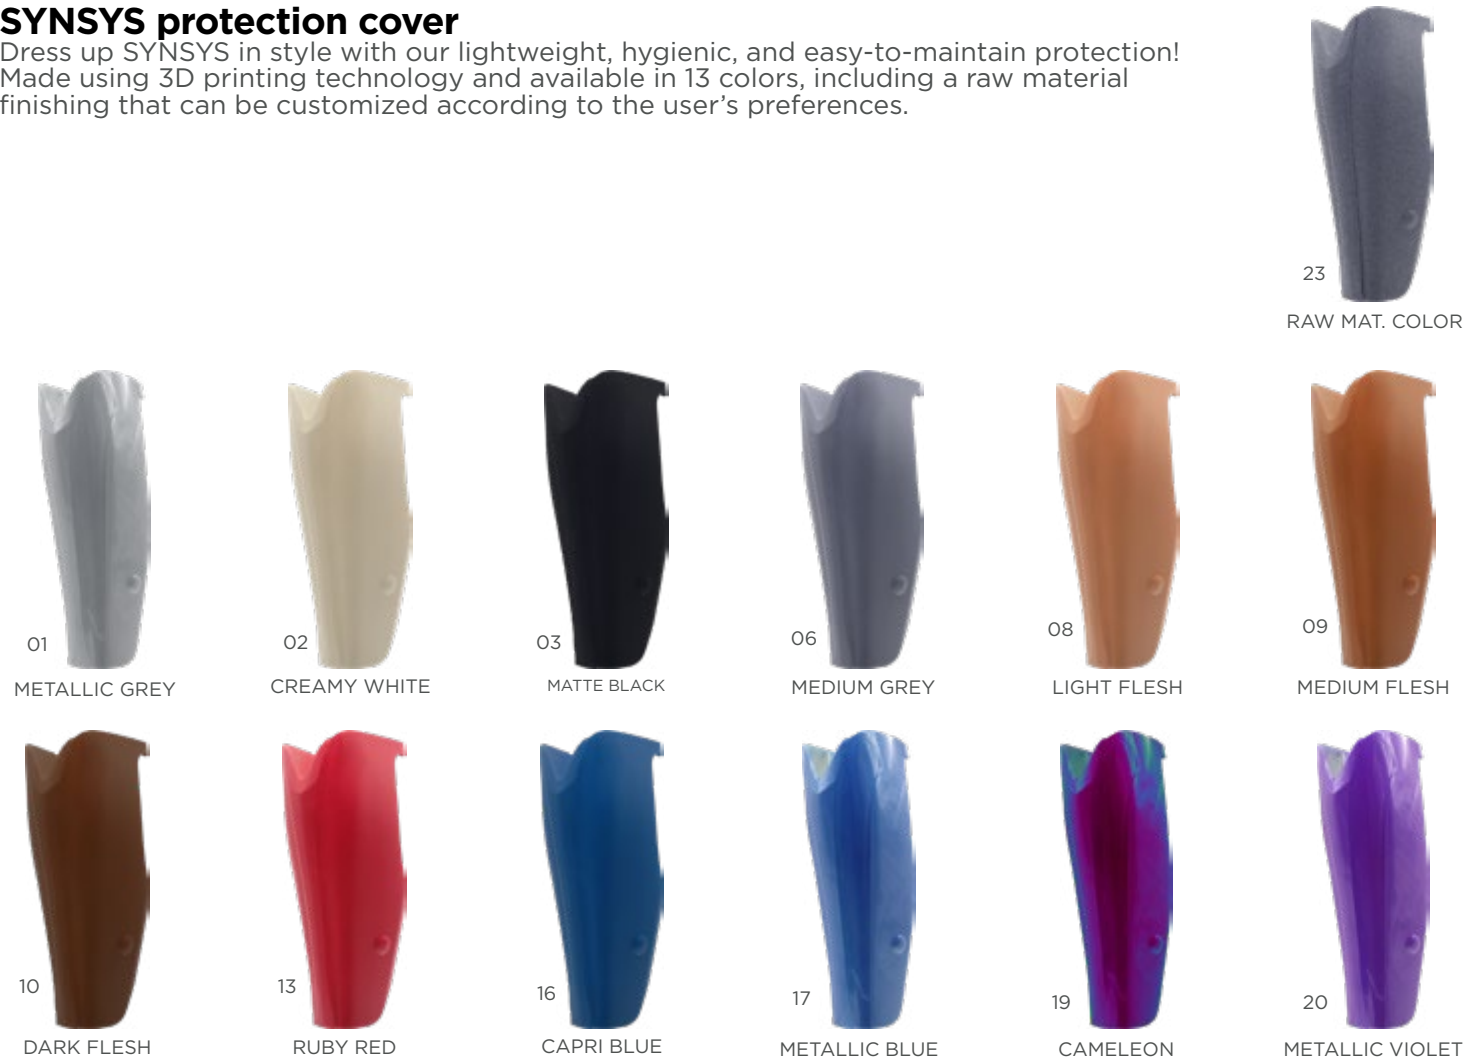 SYNSYS protection cover
Dress up SYNSYS in style with our lightweight, hygienic, and easy-to-maintain protection!
Made using 3D printing technology and available in 13 colors, including a raw material
finishing that can be customized according to the user’s preferences.
23
RAW MAT. COLOR
01
METALLIC GREY
02
CREAMY WHITE
03
MATTE BLACK
06
MEDIUM GREY
08
LIGHT FLESH
09
MEDIUM FLESH
10
DARK FLESH
13
RUBY RED
16
CAPRI BLUE
17
METALLIC BLUE
19
CAMELEON
20
METALLIC VIOLET